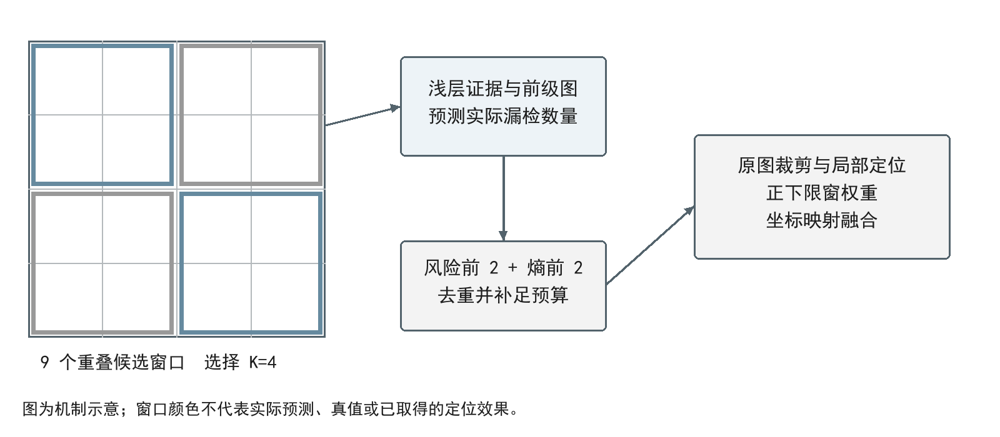 浅层证据与前级图
预测实际漏检数量
风险前 2 + 熵前 2
去重并补足预算
原图裁剪与局部定位
正下限窗权重
坐标映射融合
9 个重叠候选窗口  选择 K=4
图为机制示意；窗口颜色不代表实际预测、真值或已取得的定位效果。